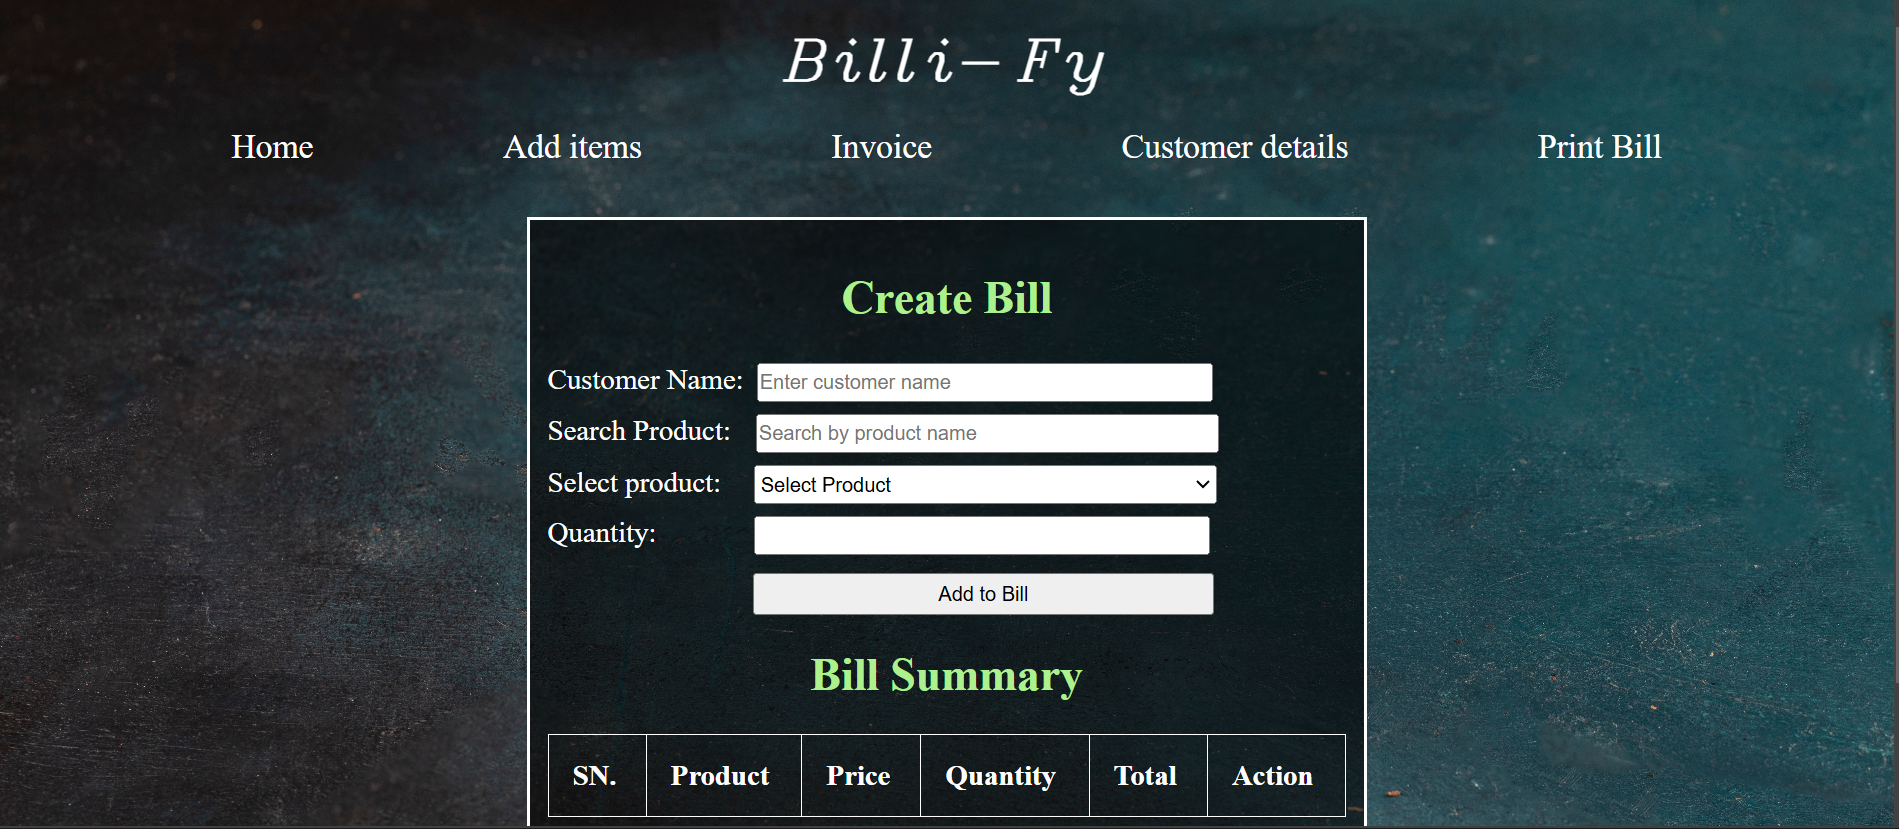 Billi-Fy
Home Add items Invoice Customer details Print Bill
Create Bill
Customer Name: Enter customer name
Search Product: Search by product name
Select product: Select Product
Quantity:
Add to Bill
Bill Summary
SN. Product Price Quantity Total Action